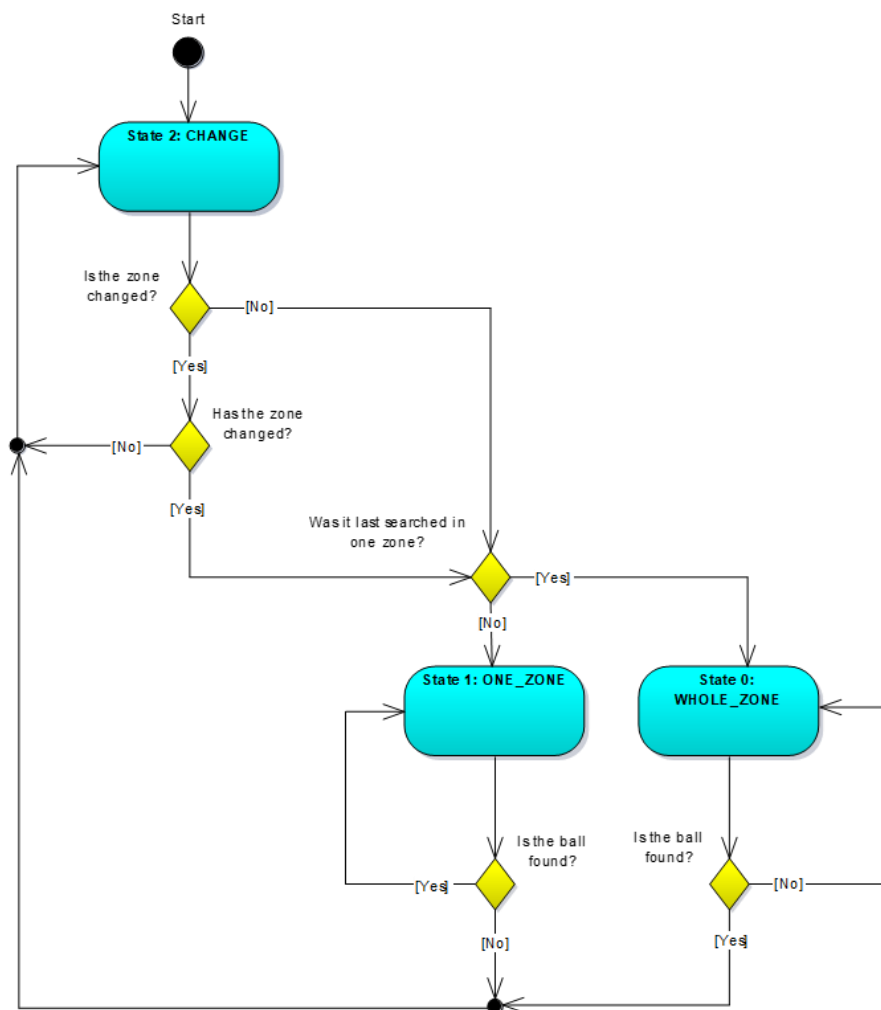 Start
State 2: CHANGE
Is the zone
changed?
[No]
[Yes]
Has the zone
changed?
[No]
[Yes]
Was it last searched in
one zone?
[Yes]
[No]
State 1: ONE_ZONE
State 0:
WHOLE_ZONE
Is the ball
found?
[Yes]
[No]
Is the ball
found?
[No]
[Yes]